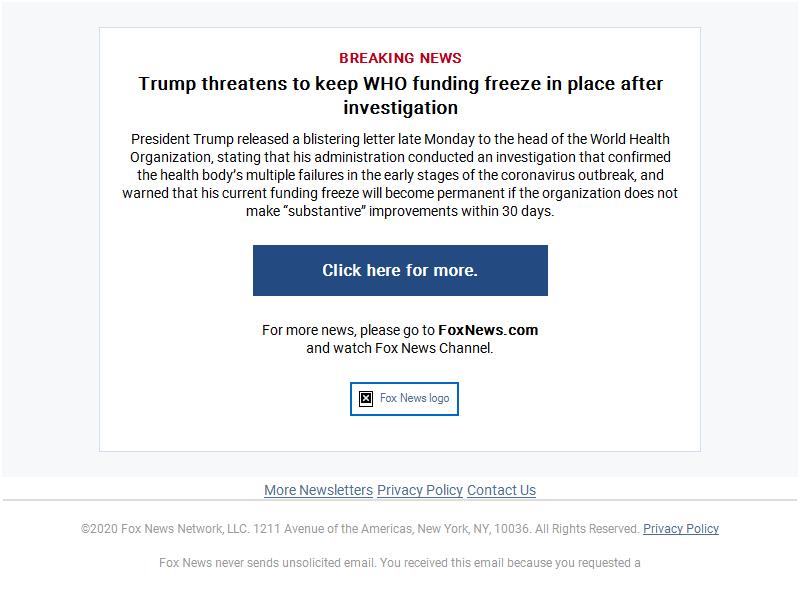 BREAKING NEWS
Trump threatens to keep WHO funding freeze in place after
investigation
President Trump released a blistering letter late Monday to the head of the World Health
Organization, stating that his administration conducted an investigation that confirmed
the health body’s multiple failures in the early stages of the coronavirus outbreak, and
warned that his current funding freeze will become permanent if the organization does not
make “substantive” improvements within 30 days.
Click here for more.
For more news, please go to FoxNews.com
and watch Fox News Channel.
Fox News logo
More Newsletters Privacy Policy Contact Us
©2020 Fox News Network, LLC. 1211 Avenue of the Americas, New York, NY, 10036. All Rights Reserved. Privacy Policy
Fox News never sends unsolicited email. You received this email because you requested a